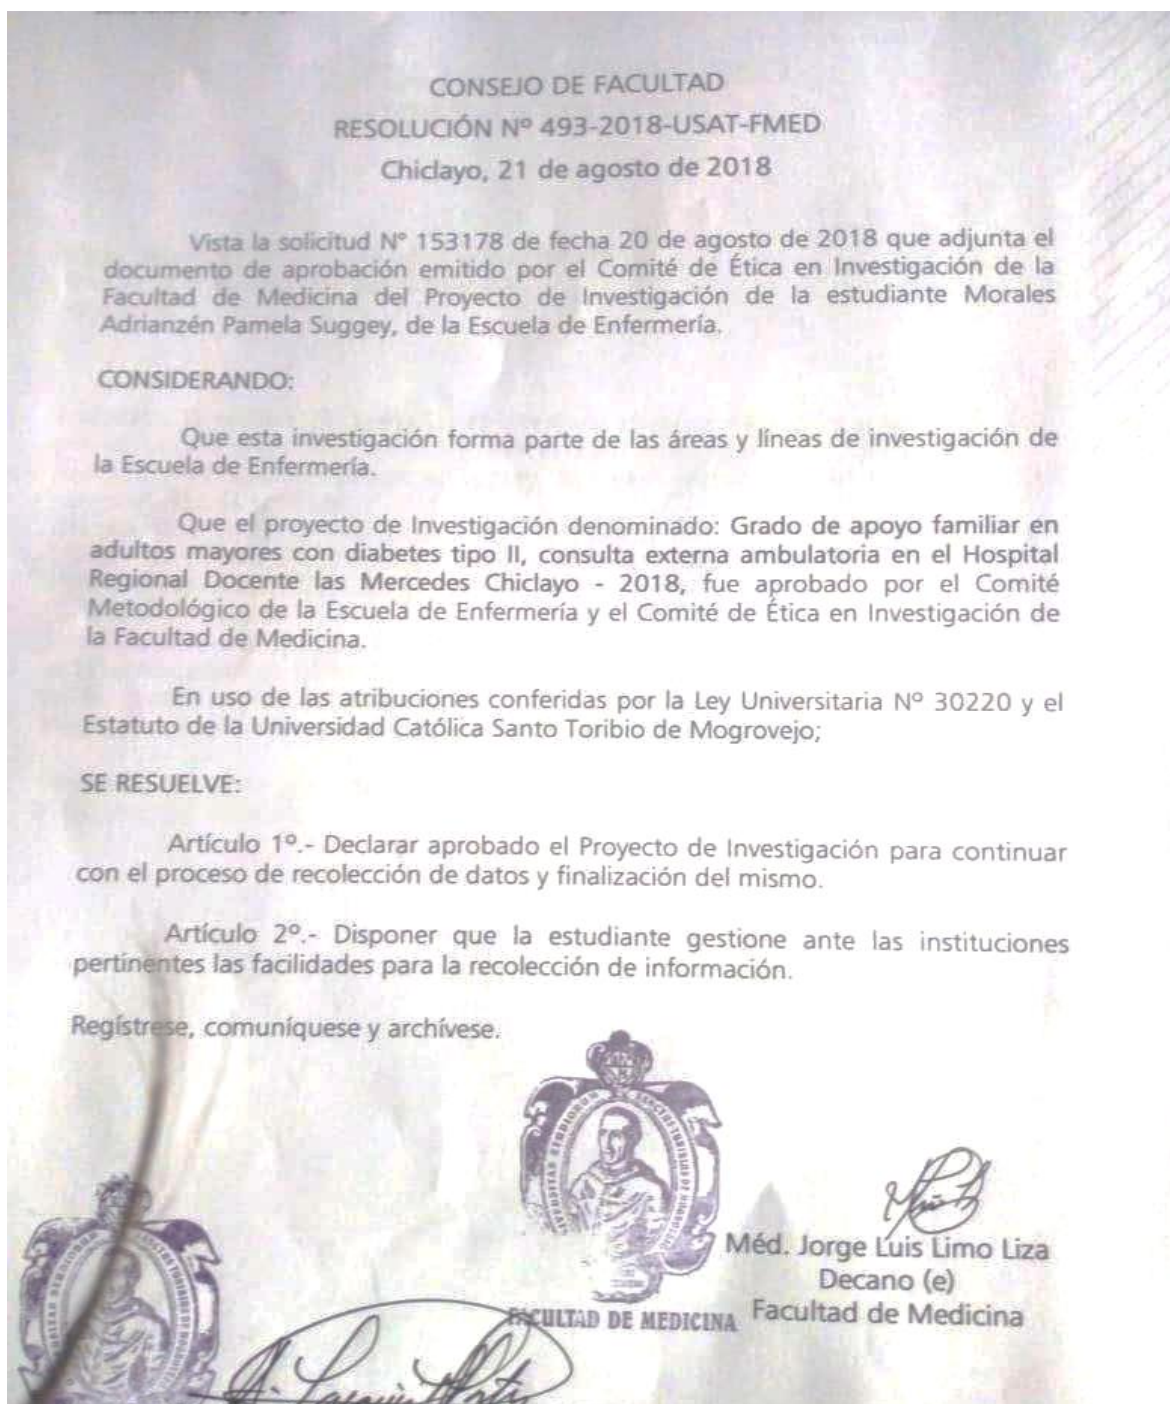 CONSEJO DE FACULTAD
RESOLUCIÓN Nº 493-2018-USAT-FMED
Chiclayo, 21 de agosto de 2018
Vista la solicitud N° 153178 de fecha 20 de agosto de 2018 que adjunta el
documento de aprobación emitido por el Comité de Ética en Investigación de la
Facultad de Medicina del Proyecto de Investigación de la estudiante Morales
Adrianzén Pamela Suggey, de la Escuela de Enfermería.
CONSIDERANDO:
Que esta investigación forma parte de las áreas y líneas de investigación de
la Escuela de Enfermería.
Que el proyecto de Investigación denominado: Grado de apoyo familiar en
adultos mayores con diabetes tipo II, consulta externa ambulatoria en el Hospital
Regional Docente las Mercedes Chiclayo - 2018, fue aprobado por el Comité
Metodológico de la Escuela de Enfermería y el Comité de Ética en Investigación de
la Facultad de Medicina.
En uso de las atribuciones conferidas por la Ley Universitaria Nº 30220 y el
Estatuto de la Universidad Católica Santo Toribio de Mogrovejo;
SE RESUELVE:
Artículo 1º.- Declarar aprobado el Proyecto de Investigación para continuar
con el proceso de recolección de datos y finalización del mismo.
Artículo 2º.- Disponer que la estudiante gestione ante las instituciones
pertinentes las facilidades para la recolección de información.
Regístrese, comuníquese y archívese.
Méd. Jorge Luis Limo Liza
Decano (e)
Facultad de Medicina
FACULTAD DE MEDICINA